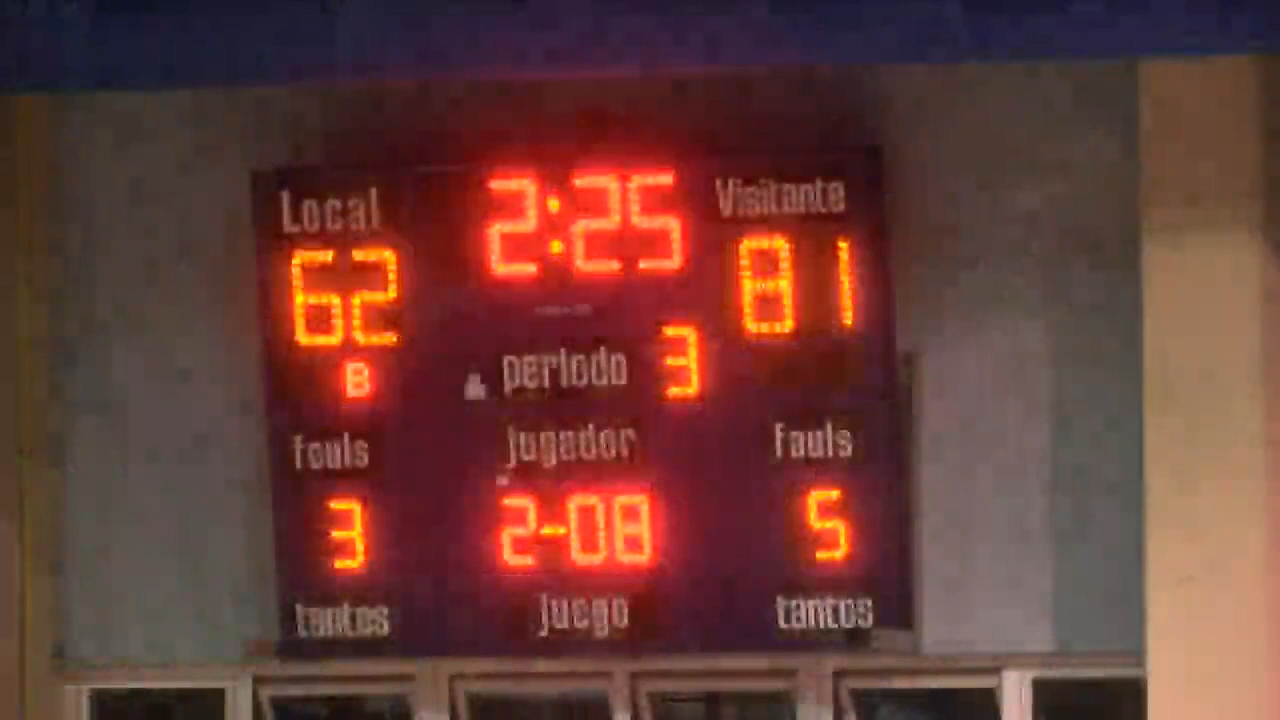 Local 2:25 Visitante
62 81
B periodo 3
Fouls jugador Fouls
3 2-08 5
tantos juego tantos